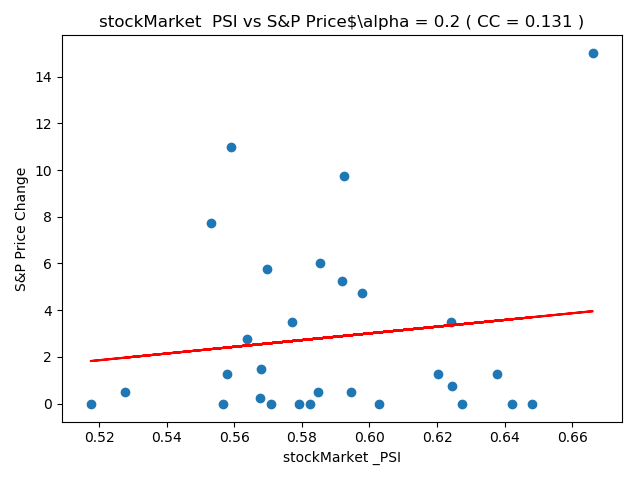 stockMarket  PSI vs S&P Price$\alpha = 0.2 ( CC = 0.131 )
14
12
10
8
6
4
2
0
S&P Price Change
0.52 0.54 0.56 0.58 0.60 0.62 0.64 0.66
stockMarket _PSI